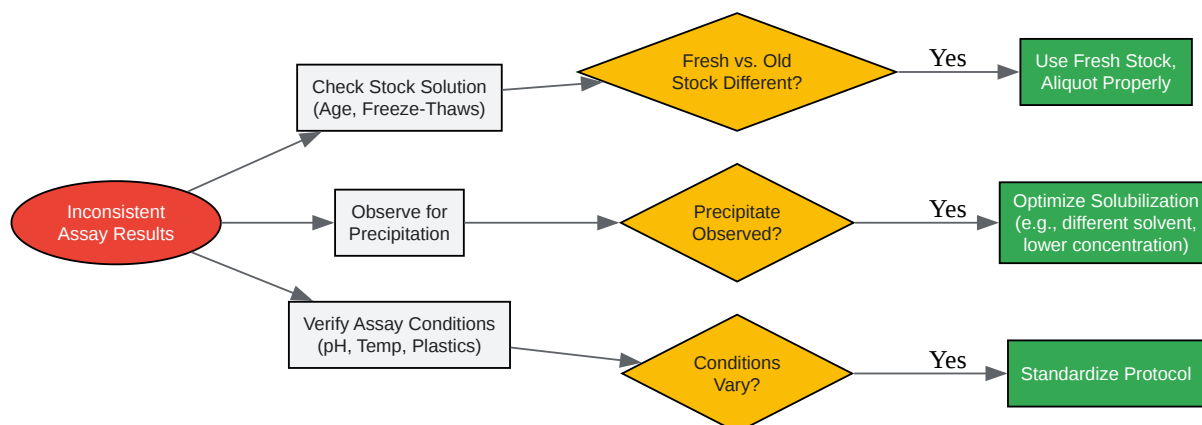 Inconsistent
Assay Results
Check Stock Solution
(Age, Freeze-Thaws)
Fresh vs. Old
Stock Different?
Yes
Use Fresh Stock,
Aliquot Properly
Observe for
Precipitation
Precipitate
Observed?
Yes
Optimize Solubilization
(e.g., different solvent,
lower concentration)
Verify Assay Conditions
(pH, Temp, Plastics)
Conditions
Vary?
Yes
Standardize Protocol